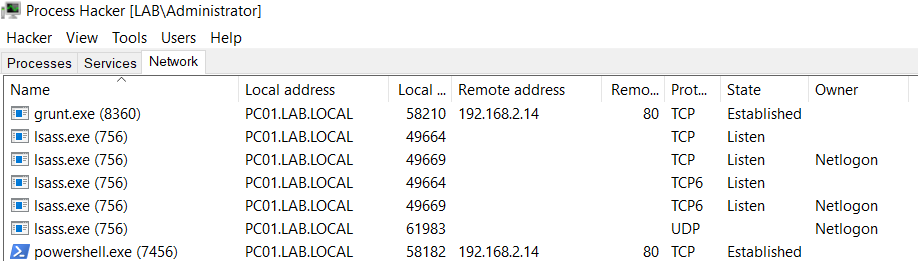 Process Hacker [LAB\Administrator]
Hacker View Tools Users Help
Processes Services Network
Name Local address Local ... Remote address Remo... Prot... State Owner
grunt.exe (8360) PC01.LAB.LOCAL 58210 192.168.2.14 80 TCP Established
lsass.exe (756) PC01.LAB.LOCAL 49664 TCP Listen
lsass.exe (756) PC01.LAB.LOCAL 49669 TCP Listen Netlogon
lsass.exe (756) PC01.LAB.LOCAL 49664 TCP6 Listen
lsass.exe (756) PC01.LAB.LOCAL 49669 TCP6 Listen Netlogon
lsass.exe (756) PC01.LAB.LOCAL 61983 UDP Netlogon
powershell.exe (7456) PC01.LAB.LOCAL 58182 192.168.2.14 80 TCP Established